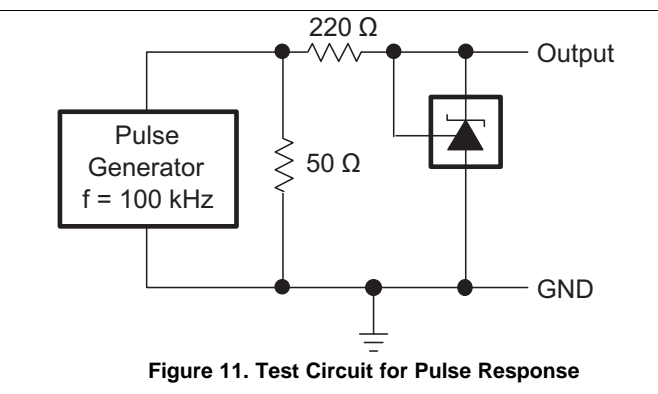 220 Ω
Output
Pulse
Generator
f = 100 kHz
50 Ω
GND
Figure 11. Test Circuit for Pulse Response